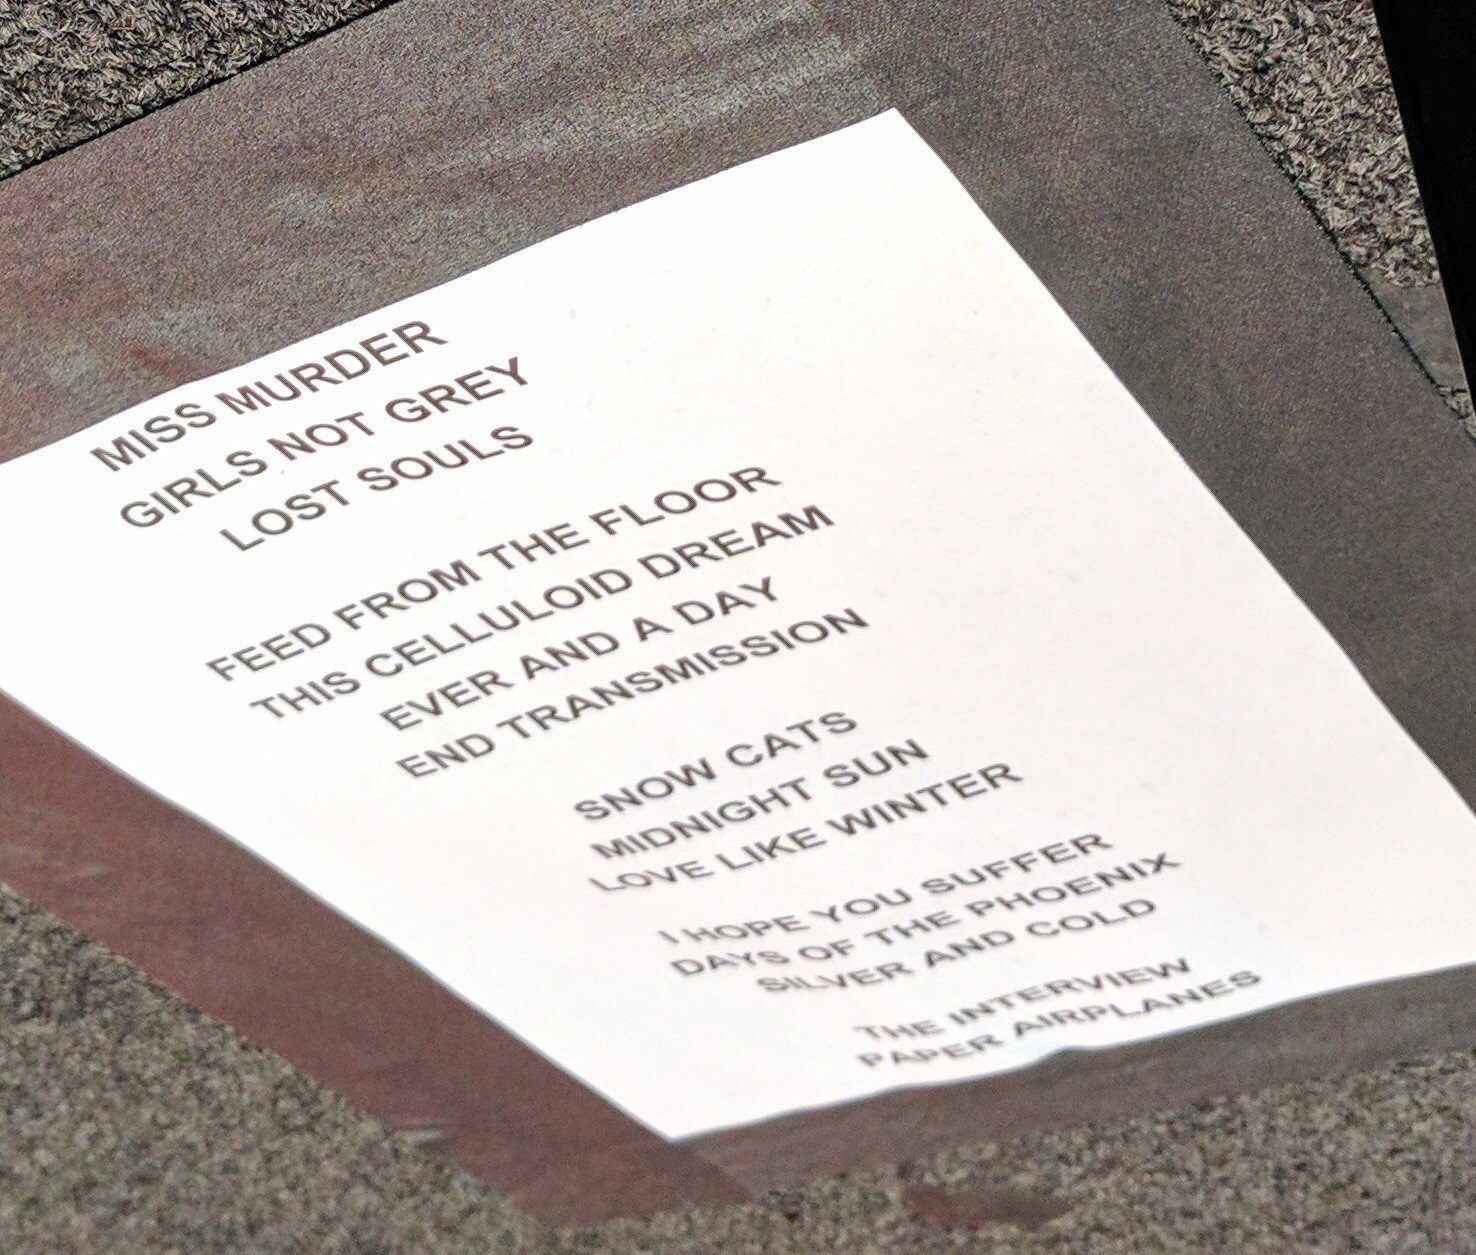 MISS MURDER
GIRLS NOT GREY
LOST SOULS
FEED FROM THE FLOOR
THIS CELLULOID DREAM
EVER AND A DAY
END TRANSMISSION
SNOW CATS
MIDNIGHT SUN
LOVE LIKE WINTER
I HOPE YOU SUFFER
DAYS OF THE PHOENIX
SILVER AND COLD
THE INTERVIEW
PAPER AIRPLANES